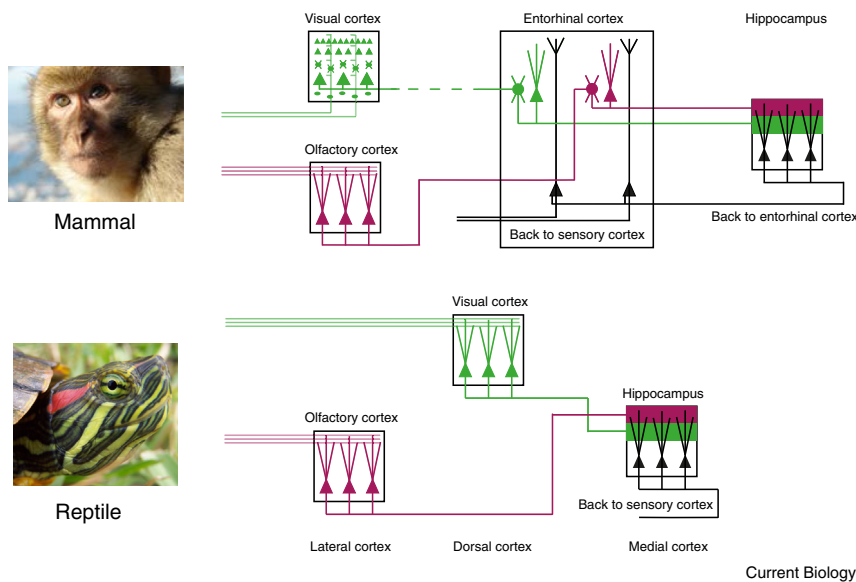 Visual cortex
Entorhinal cortex
Hippocampus
Olfactory cortex
Mammal
Back to sensory cortex
Back to entorhinal cortex
Visual cortex
Hippocampus
Olfactory cortex
Reptile
Back to sensory cortex
Lateral cortex
Dorsal cortex
Medial cortex
Current Biology